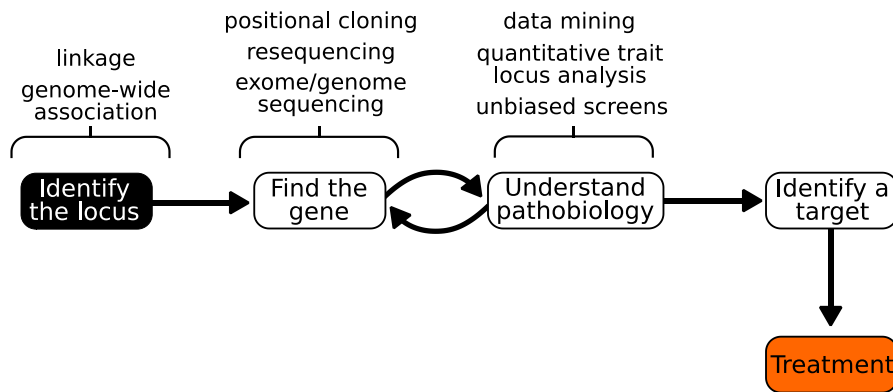 linkage
genome-wide
association
positional cloning
resequencing
exome/genome
sequencing
data mining
quantitative trait
locus analysis
unbiased screens
Identify
the locus
Find the
gene
Understand
pathobiology
Identify a
target
Treatment